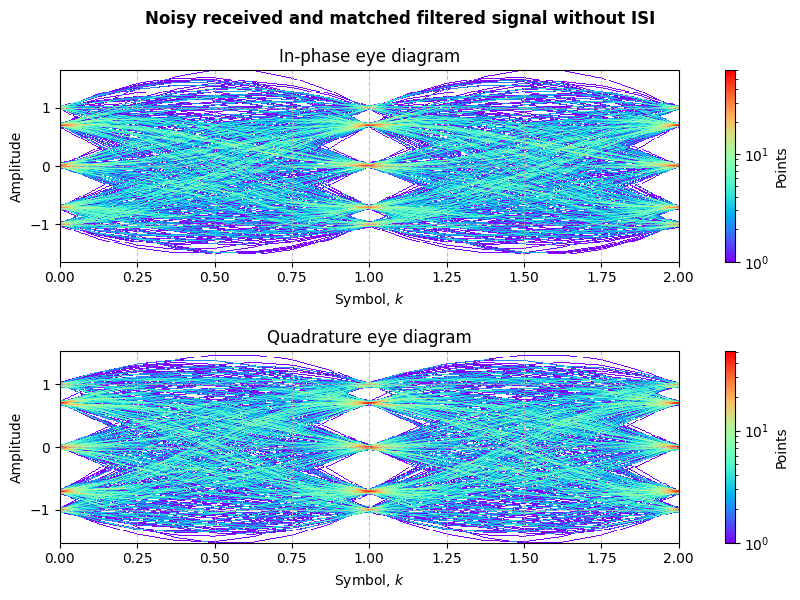 Noisy received and matched filtered signal without ISI
In-phase eye diagram
Amplitude
1
0
−1
0.00 0.25 0.50 0.75 1.00 1.25 1.50 1.75 2.00
Symbol, k
10¹
10⁰
Points
Quadrature eye diagram
Amplitude
1
0
−1
0.00 0.25 0.50 0.75 1.00 1.25 1.50 1.75 2.00
Symbol, k
10¹
10⁰
Points